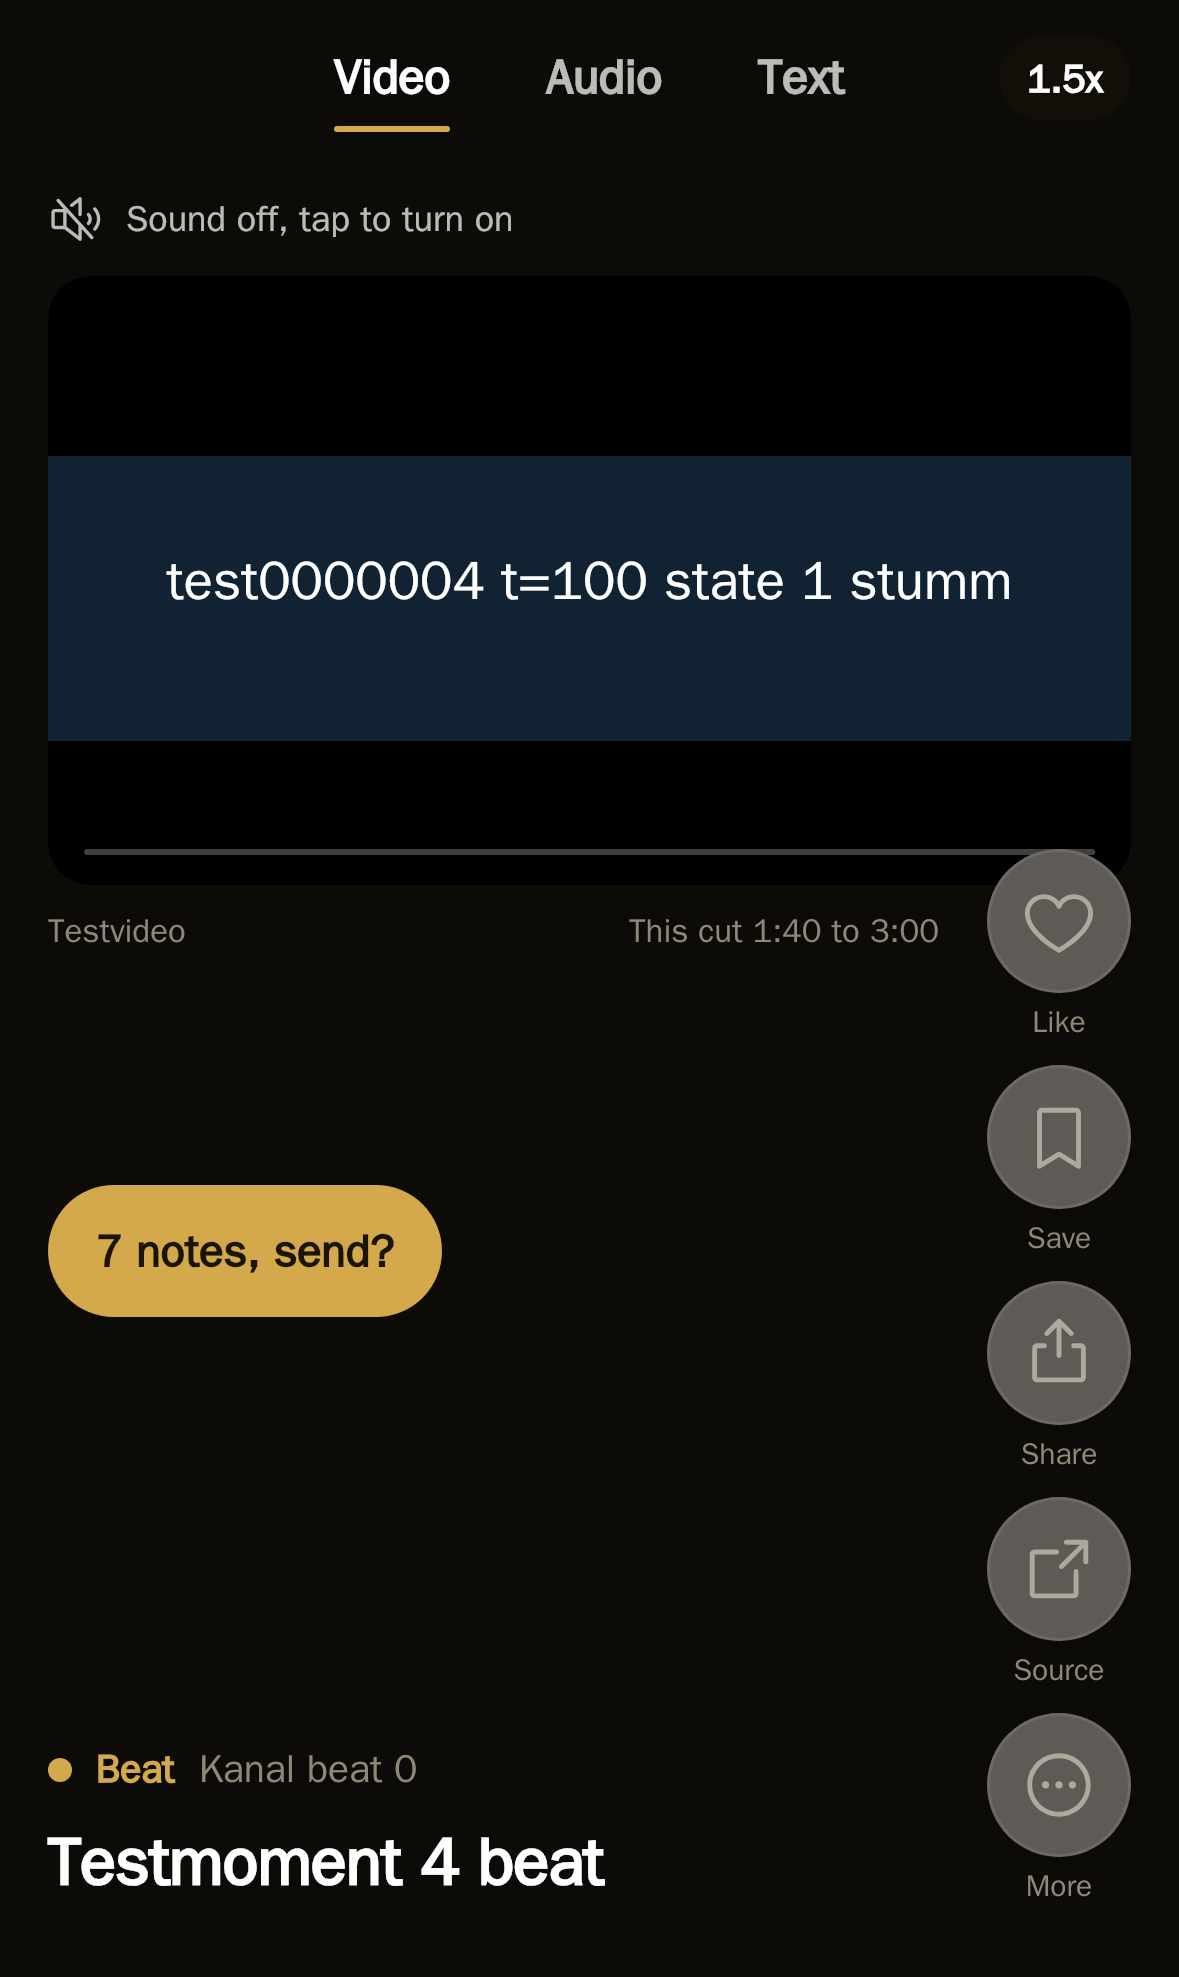 Video Audio Text 1.5x
Sound off, tap to turn on
test0000004 t=100 state 1 stumm
Testvideo This cut 1:40 to 3:00
Like
Save
7 notes, send?
Share
Source
Beat Kanal beat 0
Testmoment 4 beat
More